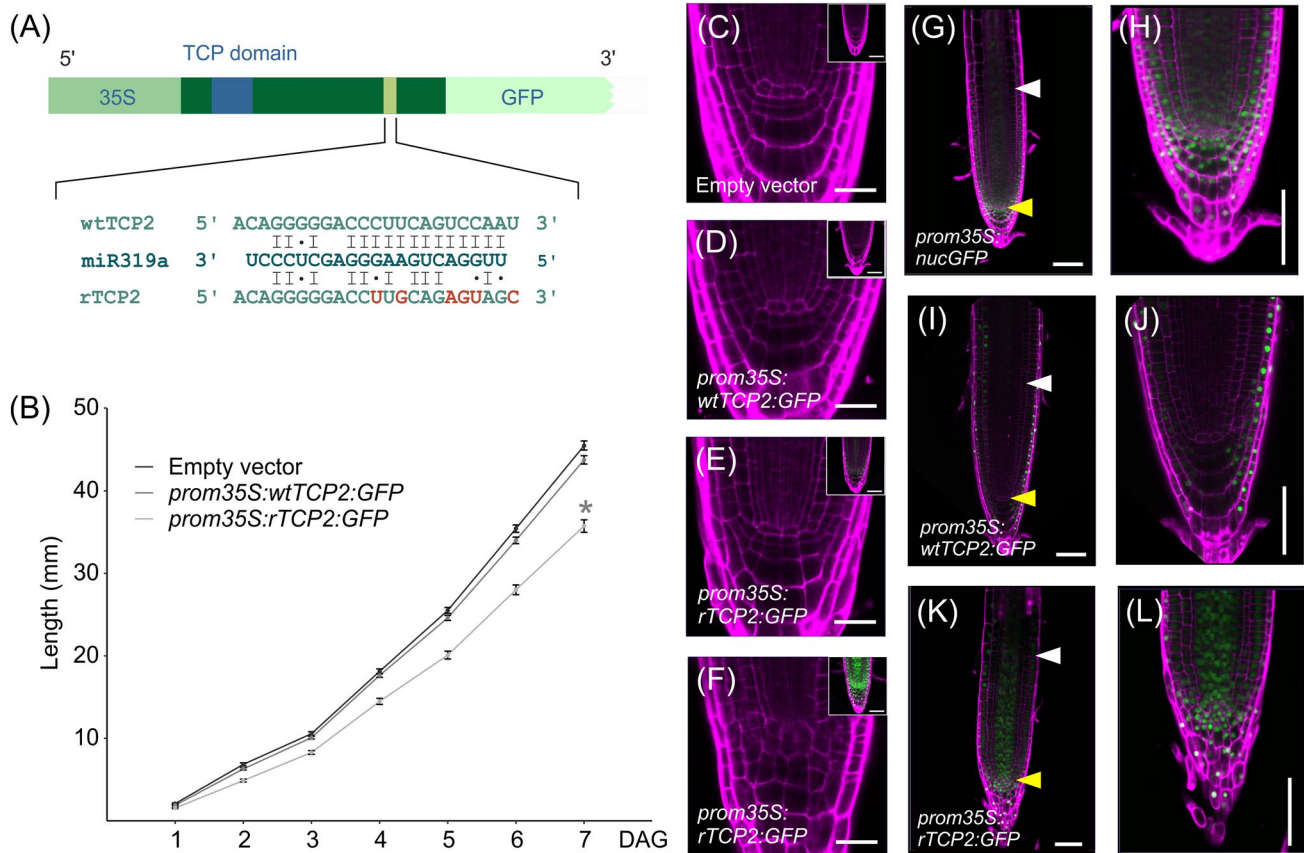 (A)
5'
TCP domain
3'
35S
GFP
wtTCP2 5' ACAGGGGGACCCUUCAGUCCAAU 3'
miR319a 3' UCCCUCGAGGGAAGUCAGGUU 5'
rTCP2 5' ACAGGGGGACCUUGCAGAGUAGC 3'
(B)
50
40
30
20
10
Length (mm)
Empty vector
prom35S:wtTCP2:GFP
prom35S:rTCP2:GFP
*
1 2 3 4 5 6 7 DAG
(C)
Empty vector
(D)
prom35S:
wtTCP2:GFP
(E)
prom35S:
rTCP2:GFP
(F)
prom35S:
rTCP2:GFP
(G)
prom35S:
nucGFP
(H)
(I)
prom35S:
wtTCP2:GFP
(J)
(K)
prom35S:
rTCP2:GFP
(L)